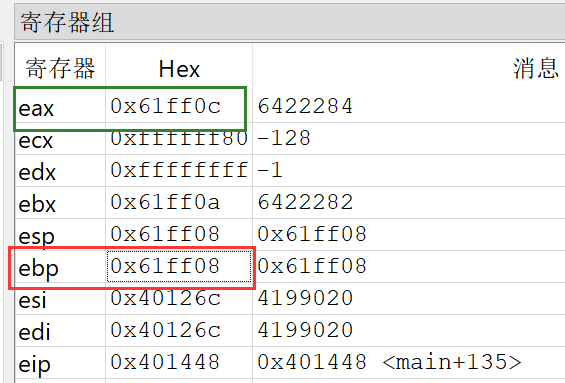 寄存器组
寄存器 Hex 消息
eax 0x61ff0c 6422284
ecx 0xffffff80 -128
edx 0xffffffff -1
ebx 0x61ff0a 6422282
esp 0x61ff08 0x61ff08
ebp 0x61ff08 0x61ff08
esi 0x40126c 4199020
edi 0x40126c 4199020
eip 0x401448 0x401448 <main+135>